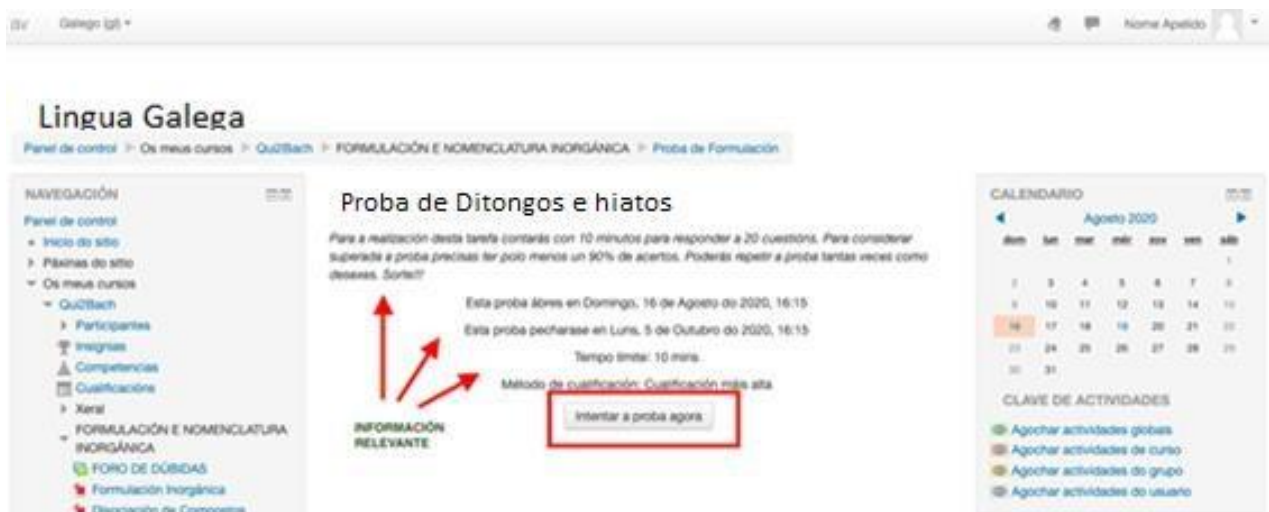 Galego (gl)
Nome Apelido
Lingua Galega
Panel de control Os meus cursos Qui2Bach FORMULACIÓN E NOMENCLATURA INORGÁNICA Proba de Formulación
NAVEGACIÓN
Panel de control
Inicio do sitio
Páxinas do sitio
Os meus cursos
Qui2Bach
Participantes
Insignias
Competencias
Cualificacións
Xeral
FORMULACIÓN E NOMENCLATURA
INORGÁNICA
FORO DE DÚBIDAS
Formulación Inorgánica
Disociación de Compostos
Proba de Ditongos e hiatos
Para a realización desta tarefa contarás con 10 minutos para responder a 20 cuestións. Para considerar
superada a proba precisas ter polo menos un 90% de acertos. Poderás repetir a proba tantas veces como
desexes. Sorte!!!
Esta proba ábres en Domingo, 16 de Agosto do 2020, 16:15
Esta proba pecharase en Luns, 5 de Outubro do 2020, 16:15
Tempo límite: 10 mins.
Método de cualificación: Cualificación máis alta
Intentar a proba agora
INFORMACIÓN
RELEVANTE
CALENDARIO
Agosto 2020
dom lun mar mér xov ven sáb
1
2 3 4 5 6 7 8
9 10 11 12 13 14 15
16 17 18 19 20 21 22
23 24 25 26 27 28 29
30 31
CLAVE DE ACTIVIDADES
Agochar actividades globais
Agochar actividades de curso
Agochar actividades do grupo
Agochar actividades do usuario